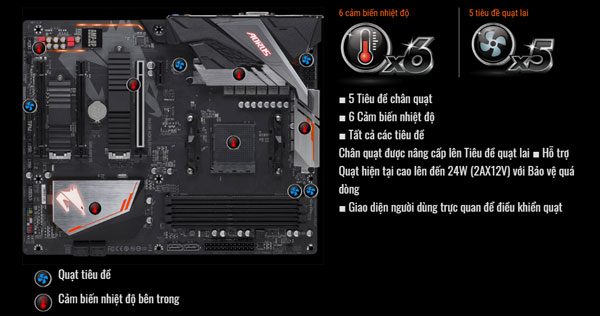 6 cảm biến nhiệt độ
5 tiêu đề quạt lai
x6
x5
AORUS
■ 5 Tiêu đề chân quạt
■ 6 Cảm biến nhiệt độ
■ Tất cả các tiêu đề
Chân quạt được nâng cấp lên Tiêu đề quạt lai ■ Hỗ trợ
Quạt hiện tại cao lên đến 24W (2AX12V) với Bảo vệ quá
dòng
■ Giao diện người dùng trực quan để điều khiển quạt
Quạt tiêu đề
Cảm biến nhiệt độ bên trong